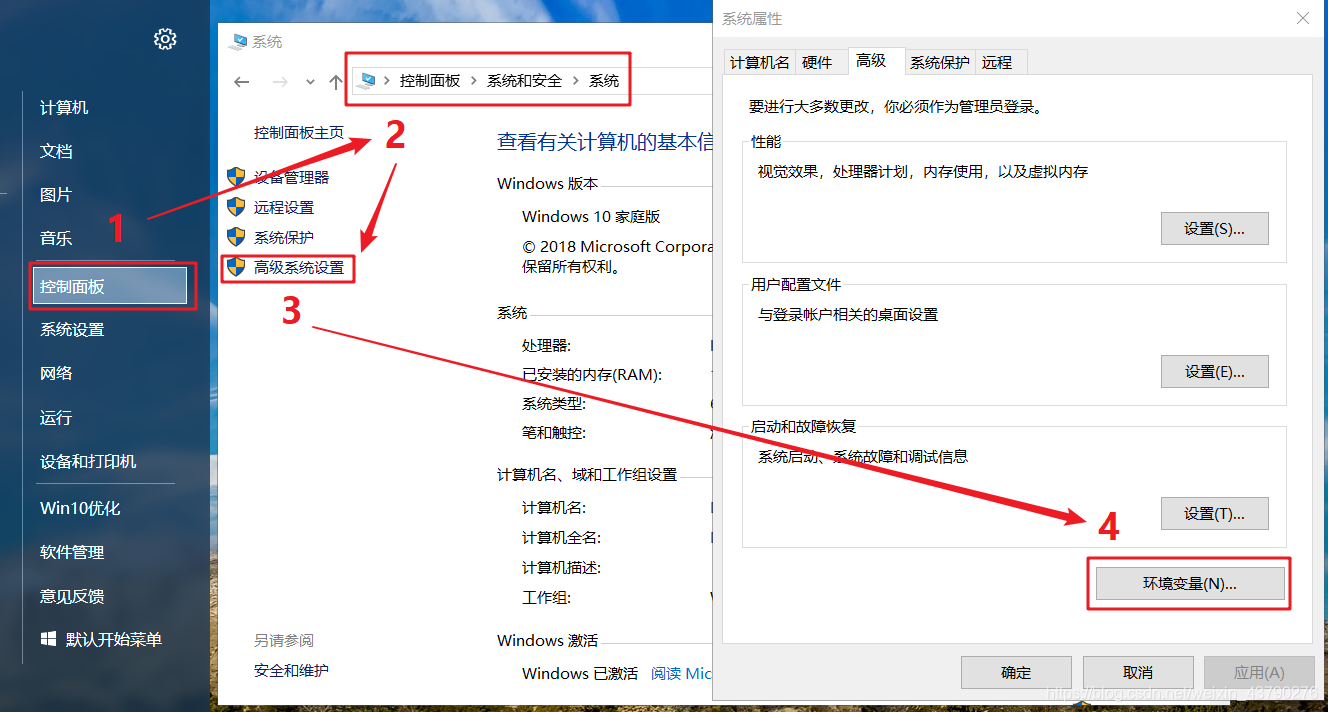 计算机
文档
图片
音乐
控制面板
系统设置
网络
运行
设备和打印机
Win10优化
软件管理
意见反馈
默认开始菜单
1
系统
控制面板 > 系统和安全 > 系统
控制面板主页
2
设备管理器
远程设置
系统保护
高级系统设置
3
另请参阅
安全和维护
查看有关计算机的基本信
Windows 版本
Windows 10 家庭版
© 2018 Microsoft Corpora
保留所有权利。
系统
处理器:
已安装的内存(RAM):
系统类型:
笔和触控:
计算机名、域和工作组设置
计算机名:
计算机全名:
计算机描述:
工作组:
Windows 激活
Windows 已激活 阅读 Mic
系统属性
计算机名 硬件 高级 系统保护 远程
要进行大多数更改，你必须作为管理员登录。
性能
视觉效果，处理器计划，内存使用，以及虚拟内存
设置(S)...
用户配置文件
与登录帐户相关的桌面设置
设置(E)...
启动和故障恢复
系统启动、系统故障和调试信息
设置(T)...
4
环境变量(N)...
确定 取消 应用(A)
https://blog.csdn.net/weixin_43790276